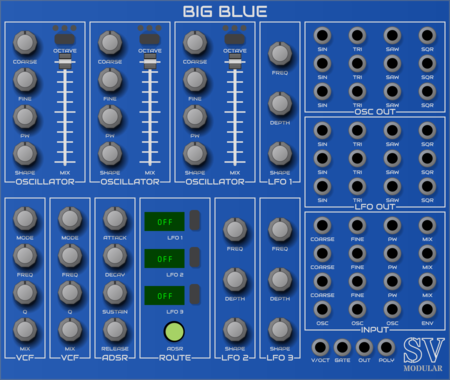 BIG BLUE
OCTAVE OCTAVE OCTAVE
COARSE COARSE COARSE FREQ SIN TRI SAW SQR
FINE FINE FINE SIN TRI SAW SQR
PW PW PW DEPTH SIN TRI SAW SQR
OSC OUT
SHAPE MIX SHAPE MIX SHAPE MIX SHAPE
OSCILLATOR OSCILLATOR OSCILLATOR LFO 1
SIN TRI SAW SQR
SIN TRI SAW SQR
SIN TRI SAW SQR
LFO OUT
MODE MODE ATTACK OFF LFO 1 FREQ FREQ COARSE FINE PW MIX
FREQ FREQ DECAY OFF LFO 2 COARSE FINE PW MIX
Q Q SUSTAIN OFF LFO 3 DEPTH DEPTH COARSE FINE PW MIX
OSC OSC OSC ENV
INPUT
MIX MIX RELEASE ADSR SHAPE SHAPE
VCF VCF ADSR ROUTE LFO 2 LFO 3
V/OCT GATE OUT POLY
SV
MODULAR